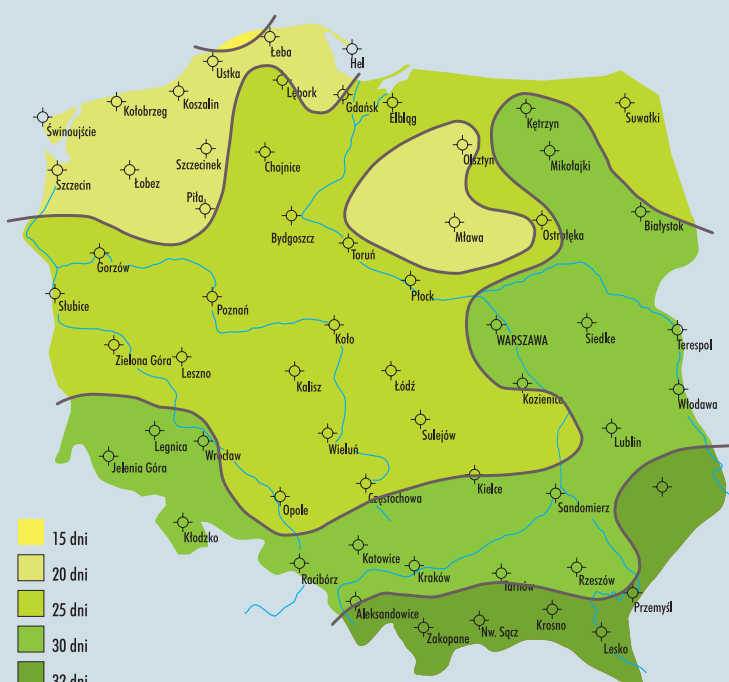 Łeba
Hel
Ustka
Lębork
Gdańsk
Koszalin
Kołobrzeg
Elbląg
Suwałki
Świnoujście
Kętrzyn
Szczecinek
Chojnice
Olsztyn
Mikołajki
Szczecin
Łobez
Piła
Białystok
Bydgoszcz
Mława
Ostrołęka
Toruń
Gorzów
Płock
Słubice
Poznań
Koło
WARSZAWA
Siedlce
Terespol
Zielona Góra
Leszno
Kalisz
Łódź
Kozienice
Włodawa
Legnica
Wrocław
Wieluń
Sulejów
Lublin
Jelenia Góra
Częstochowa
Kielce
Opole
Sandomierz
Kłodzko
Katowice
Racibórz
Kraków
Tarnów
Rzeszów
Aleksandowice
Przemyśl
Zakopane
Nw. Sącz
Krosno
Lesko
15 dni
20 dni
25 dni
30 dni
32 dni